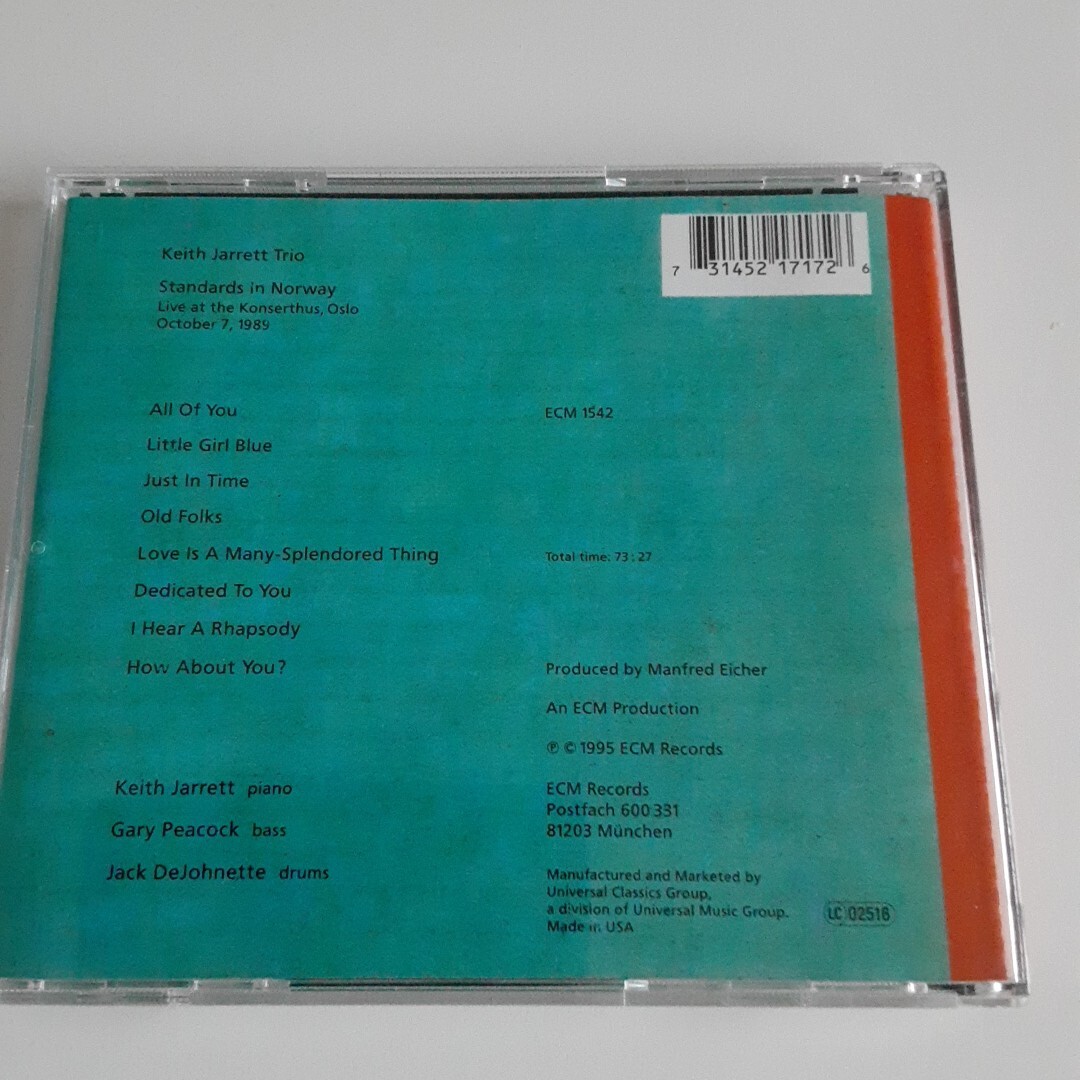 Keith Jarrett Trio
Standards in Norway
Live at the Konserthus, Oslo
October 7, 1989
7 31452 17172 6
All Of You
Little Girl Blue
Just In Time
Old Folks
Love Is A Many-Splendored Thing
Dedicated To You
I Hear A Rhapsody
How About You?
Keith Jarrett piano
Gary Peacock bass
Jack DeJohnette drums
ECM 1542
Total time: 73:27
Produced by Manfred Eicher
An ECM Production
℗ © 1995 ECM Records
ECM Records
Postfach 600 331
81203 München
Manufactured and Marketed by
Universal Classics Group,
a division of Universal Music Group.
Made in USA
LC 02516